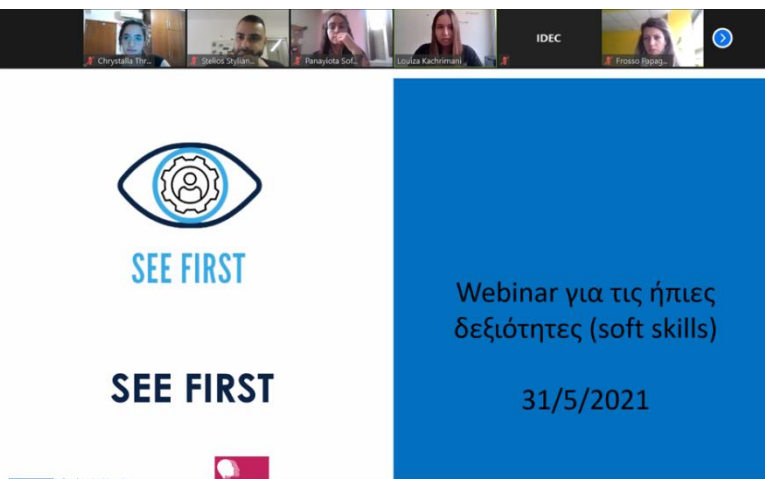 Chrystalla Thr...
Stelios Stylian...
Panayiota Sof...
Louiza Kachrimani
IDEC
Frosso Papag...
SEE FIRST
SEE FIRST
Webinar για τις ήπιες
δεξιότητες (soft skills)
31/5/2021